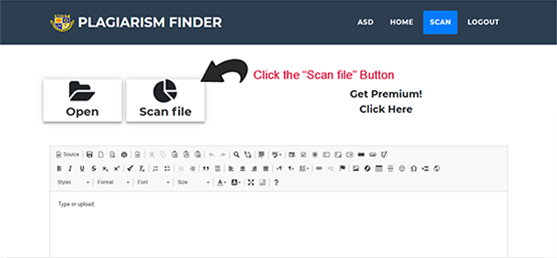 PLAGIARISM FINDER
ASD HOME SCAN LOGOUT
Click the "Scan file" Button
Open
Scan file
Get Premium!
Click Here
Source
Styles Format Font Size
Type or upload